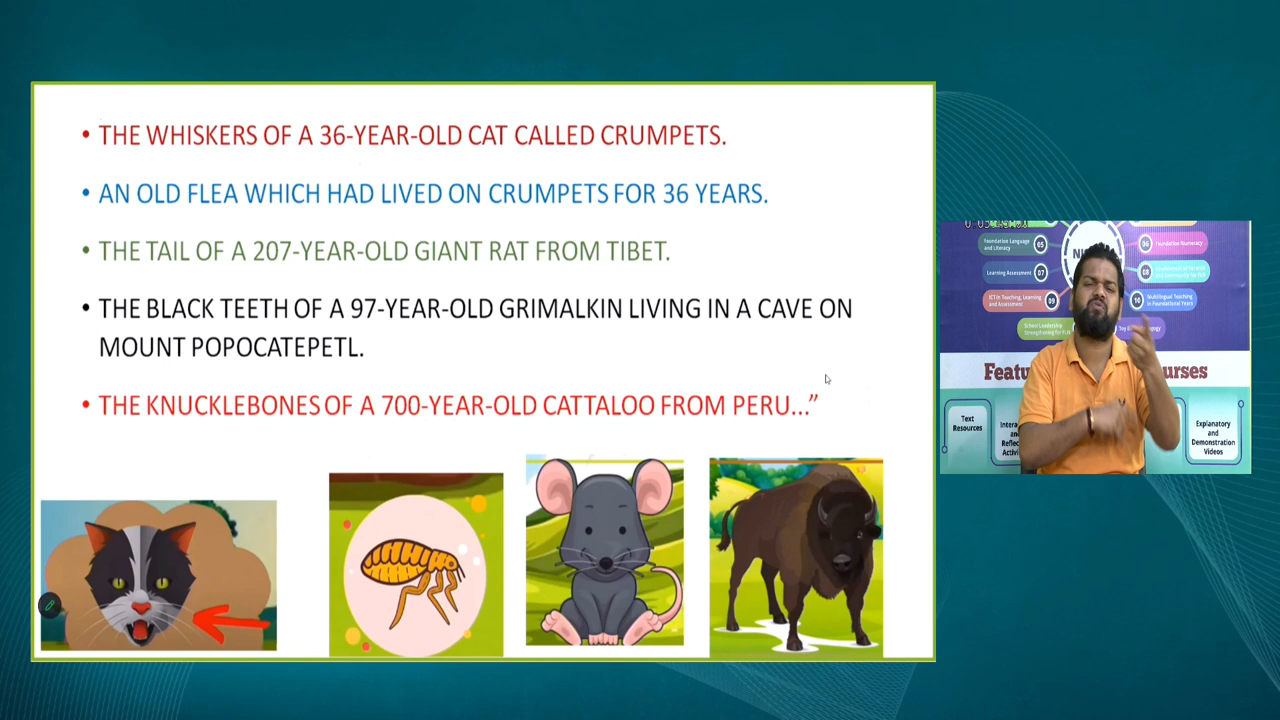 • THE WHISKERS OF A 36-YEAR-OLD CAT CALLED CRUMPETS.
• AN OLD FLEA WHICH HAD LIVED ON CRUMPETS FOR 36 YEARS.
• THE TAIL OF A 207-YEAR-OLD GIANT RAT FROM TIBET.
• THE BLACK TEETH OF A 97-YEAR-OLD GRIMALKIN LIVING IN A CAVE ON
MOUNT POPOCATEPETL.
• THE KNUCKLEBONES OF A 700-YEAR-OLD CATTALOO FROM PERU...”
Foundation Language
and Literacy
05
06
Foundation Numeracy
Learning Assessment
07
08
ICT in Teaching, Learning
and Assessment
09
10
Multilingual Teaching
in Foundational Years
School Leadership
Strengthening for FLN
Text
Resources
Explanatory
and
Demonstration
Videos